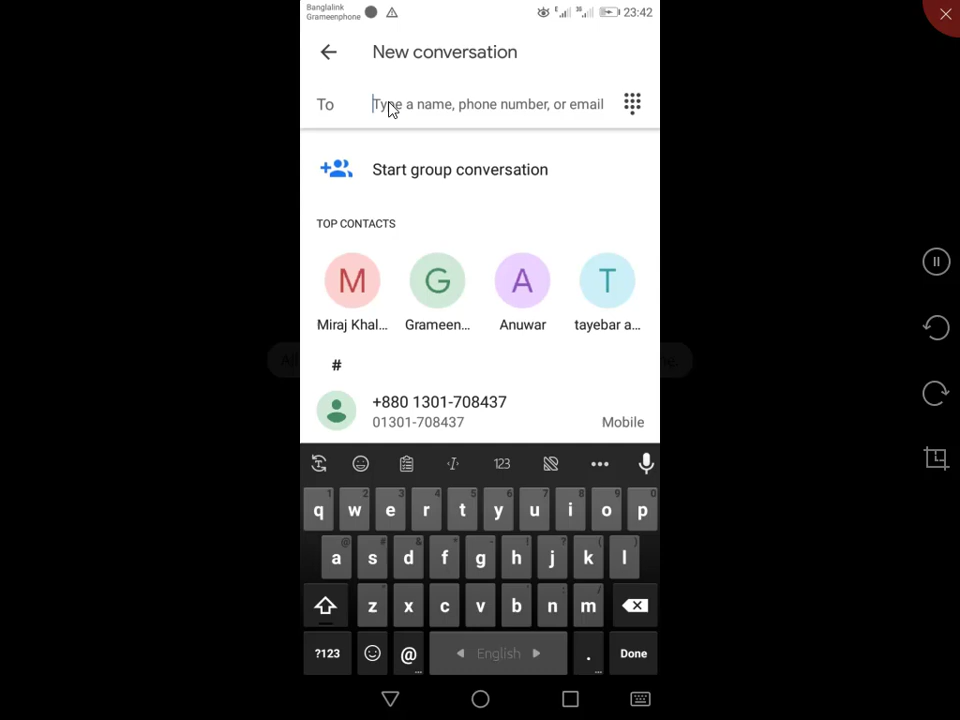 Banglalink
Grameenphone
23:42
New conversation
To
Type a name, phone number, or email
Start group conversation
TOP CONTACTS
M G A T
Miral Khal... Grameen... Anuwar tayebar a...
#
+880 1301-708437
01301-708437 Mobile
123
q w e r t y u i o p
a s d f g h j k l
z x c v b n m
?123 @ English . Done